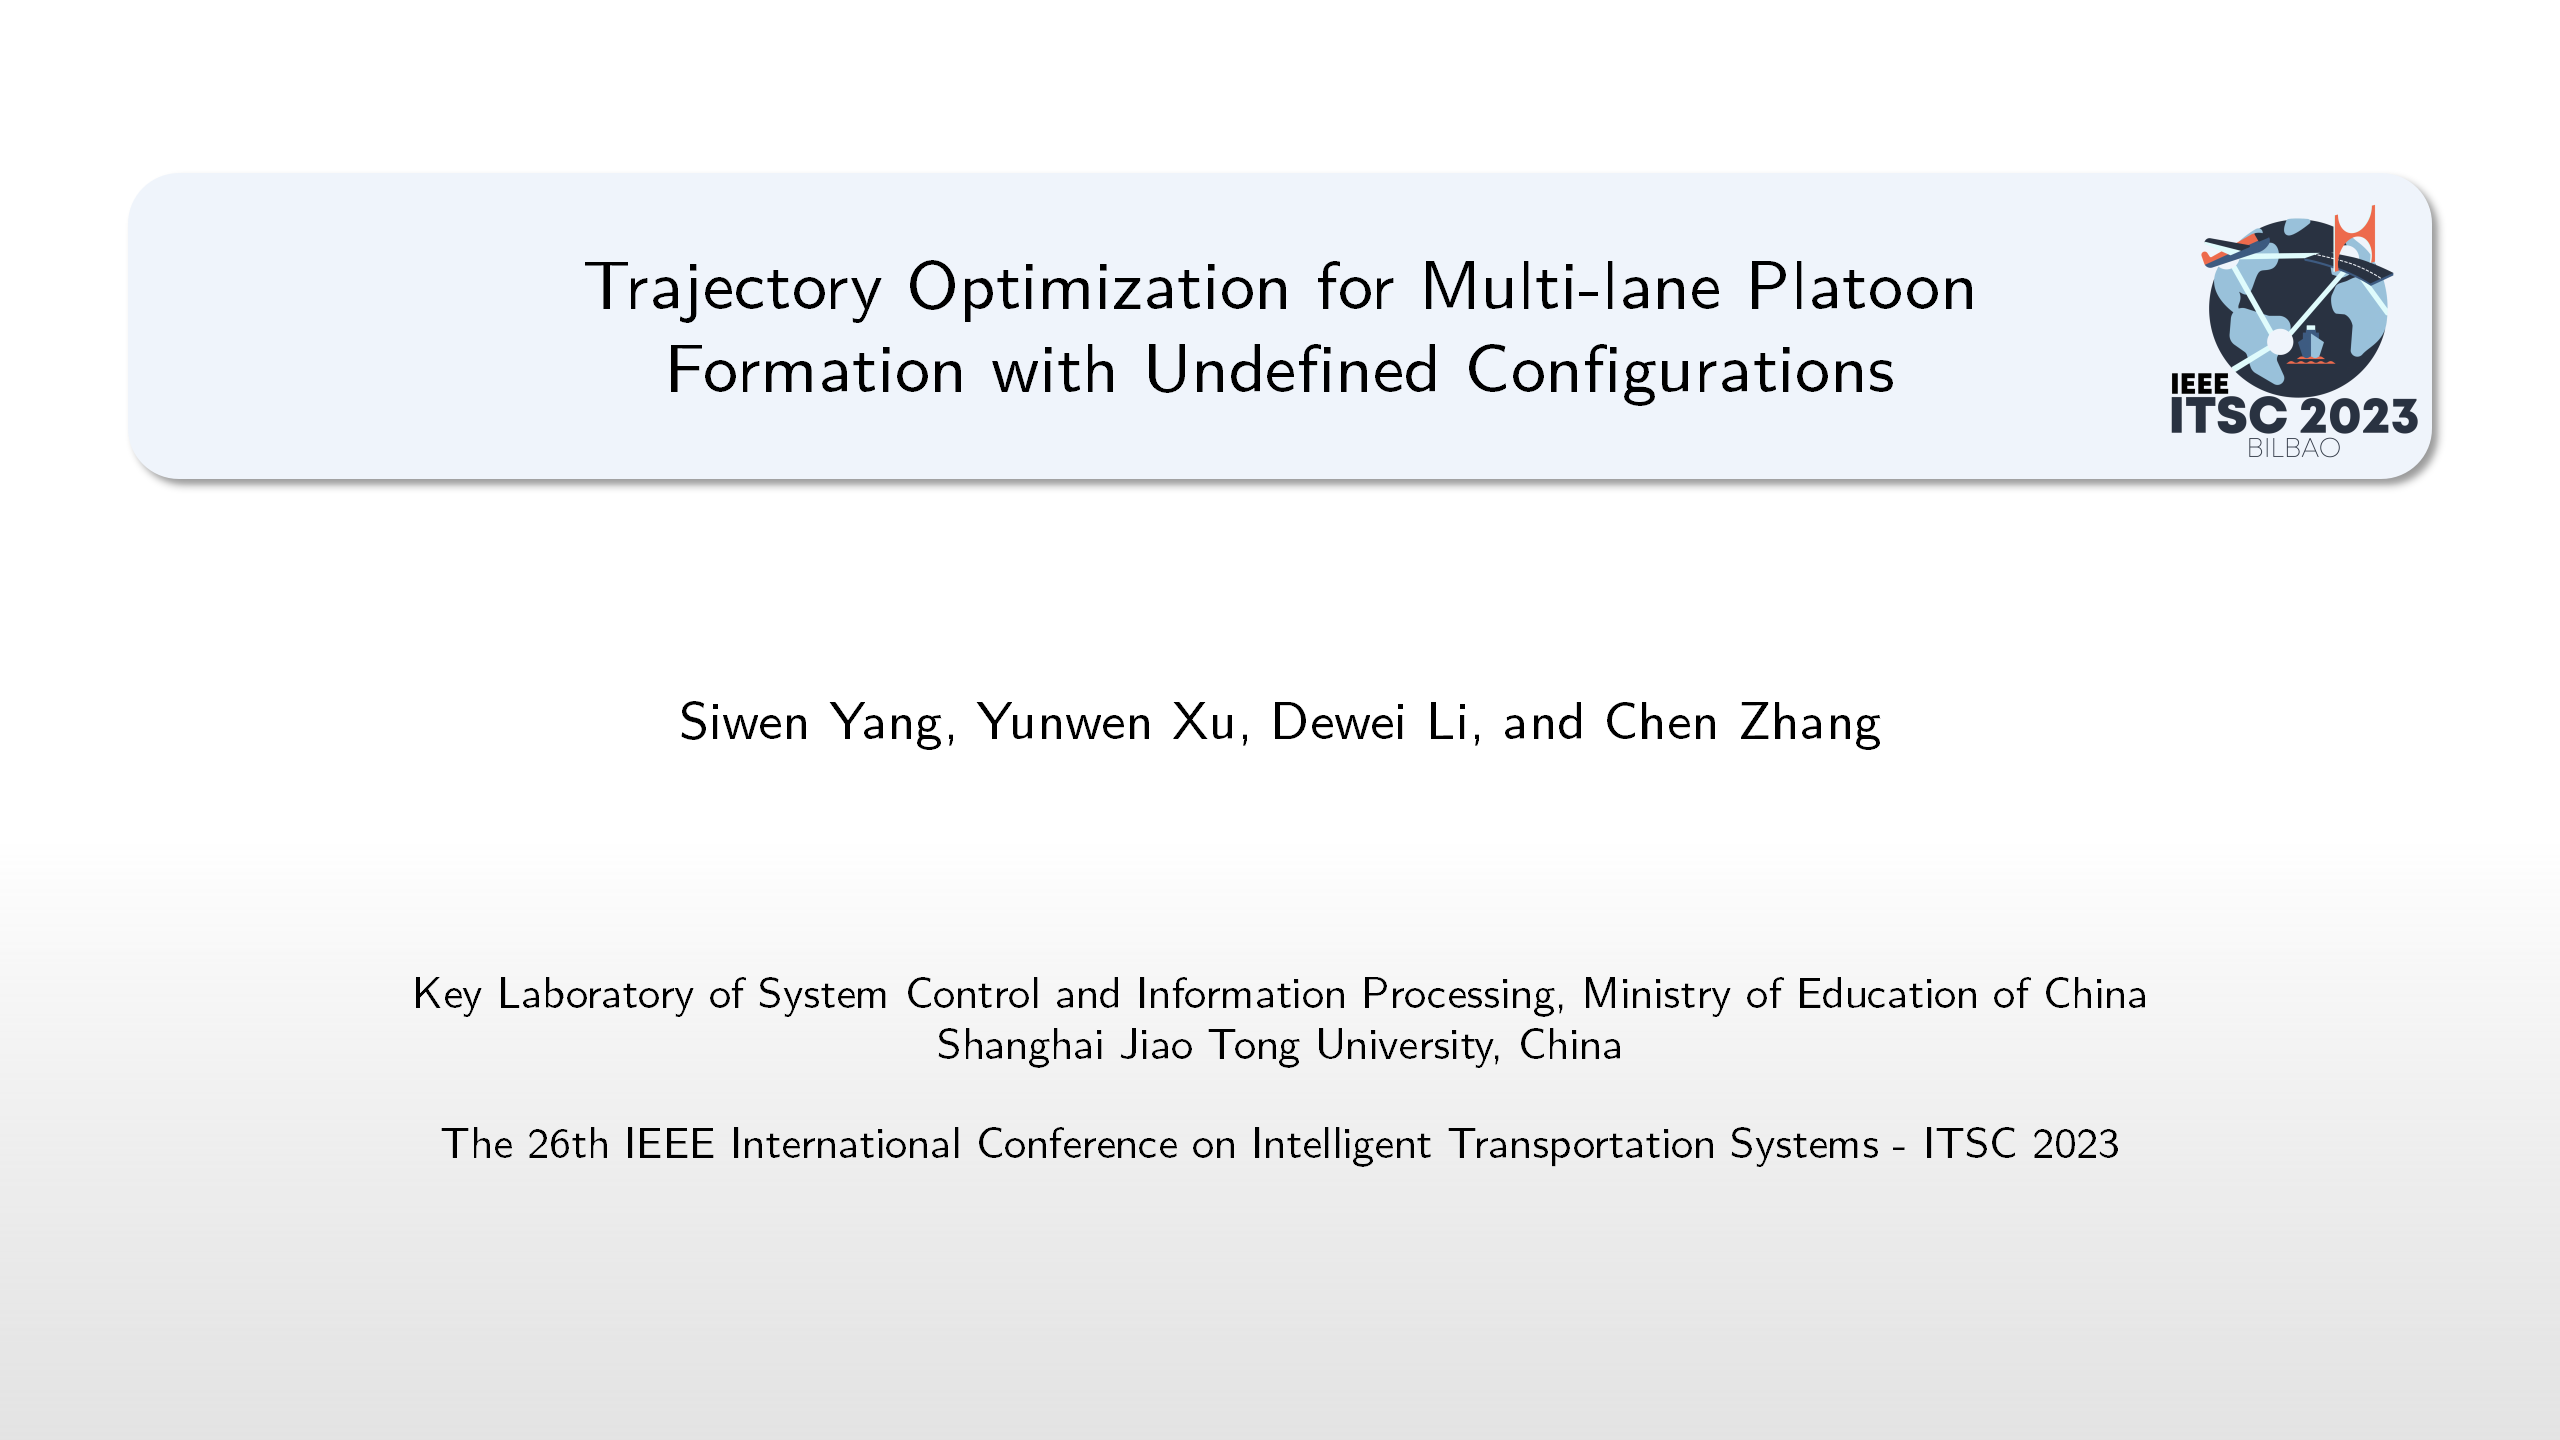 Trajectory Optimization for Multi-lane Platoon
Formation with Undefined Configurations
IEEE
ITSC 2023
BILBAO
Siwen Yang, Yunwen Xu, Dewei Li, and Chen Zhang
Key Laboratory of System Control and Information Processing, Ministry of Education of China
Shanghai Jiao Tong University, China
The 26th IEEE International Conference on Intelligent Transportation Systems - ITSC 2023